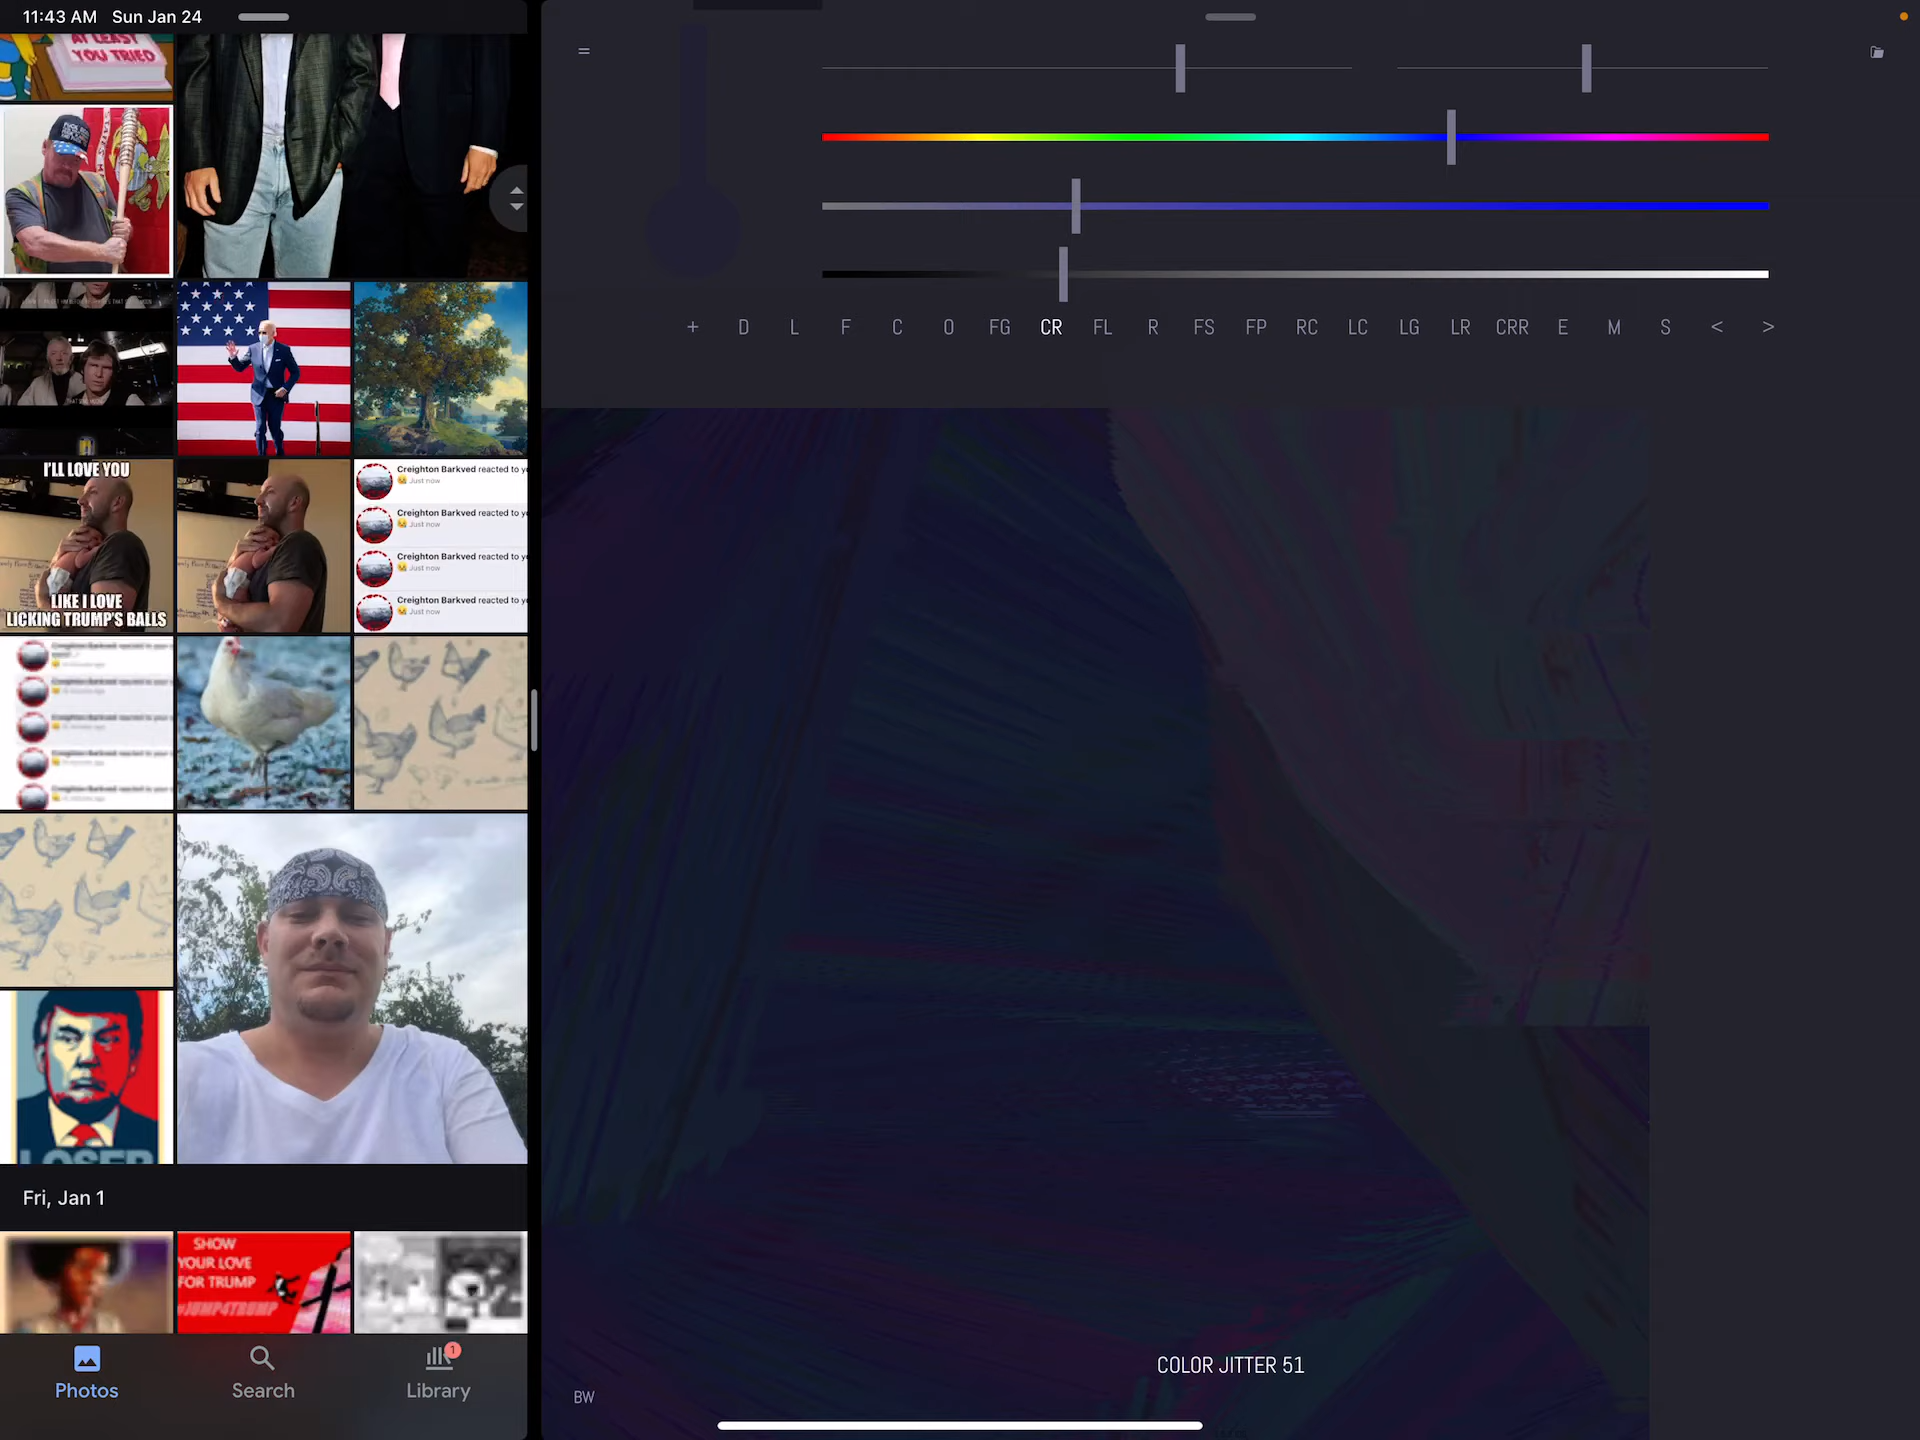 11:43 AM Sun Jan 24
AT LEAST
YOU TRIED
+ D L F C O FG CR FL R FS FP RC LC LG LR CRR E M S < >
I'LL LOVE YOU
LIKE I LOVE
LICKING TRUMP'S BALLS
Creighton Barkved reacted to y
Just now
Creighton Barkved reacted to y
Just now
Creighton Barkved reacted to y
Just now
Creighton Barkved reacted to y
Just now
LOSER
Fri, Jan 1
SHOW
YOUR LOVE
FOR TRUMP
#JUMP4TRUMP
1
Photos
Search
Library
COLOR JITTER 51
BW